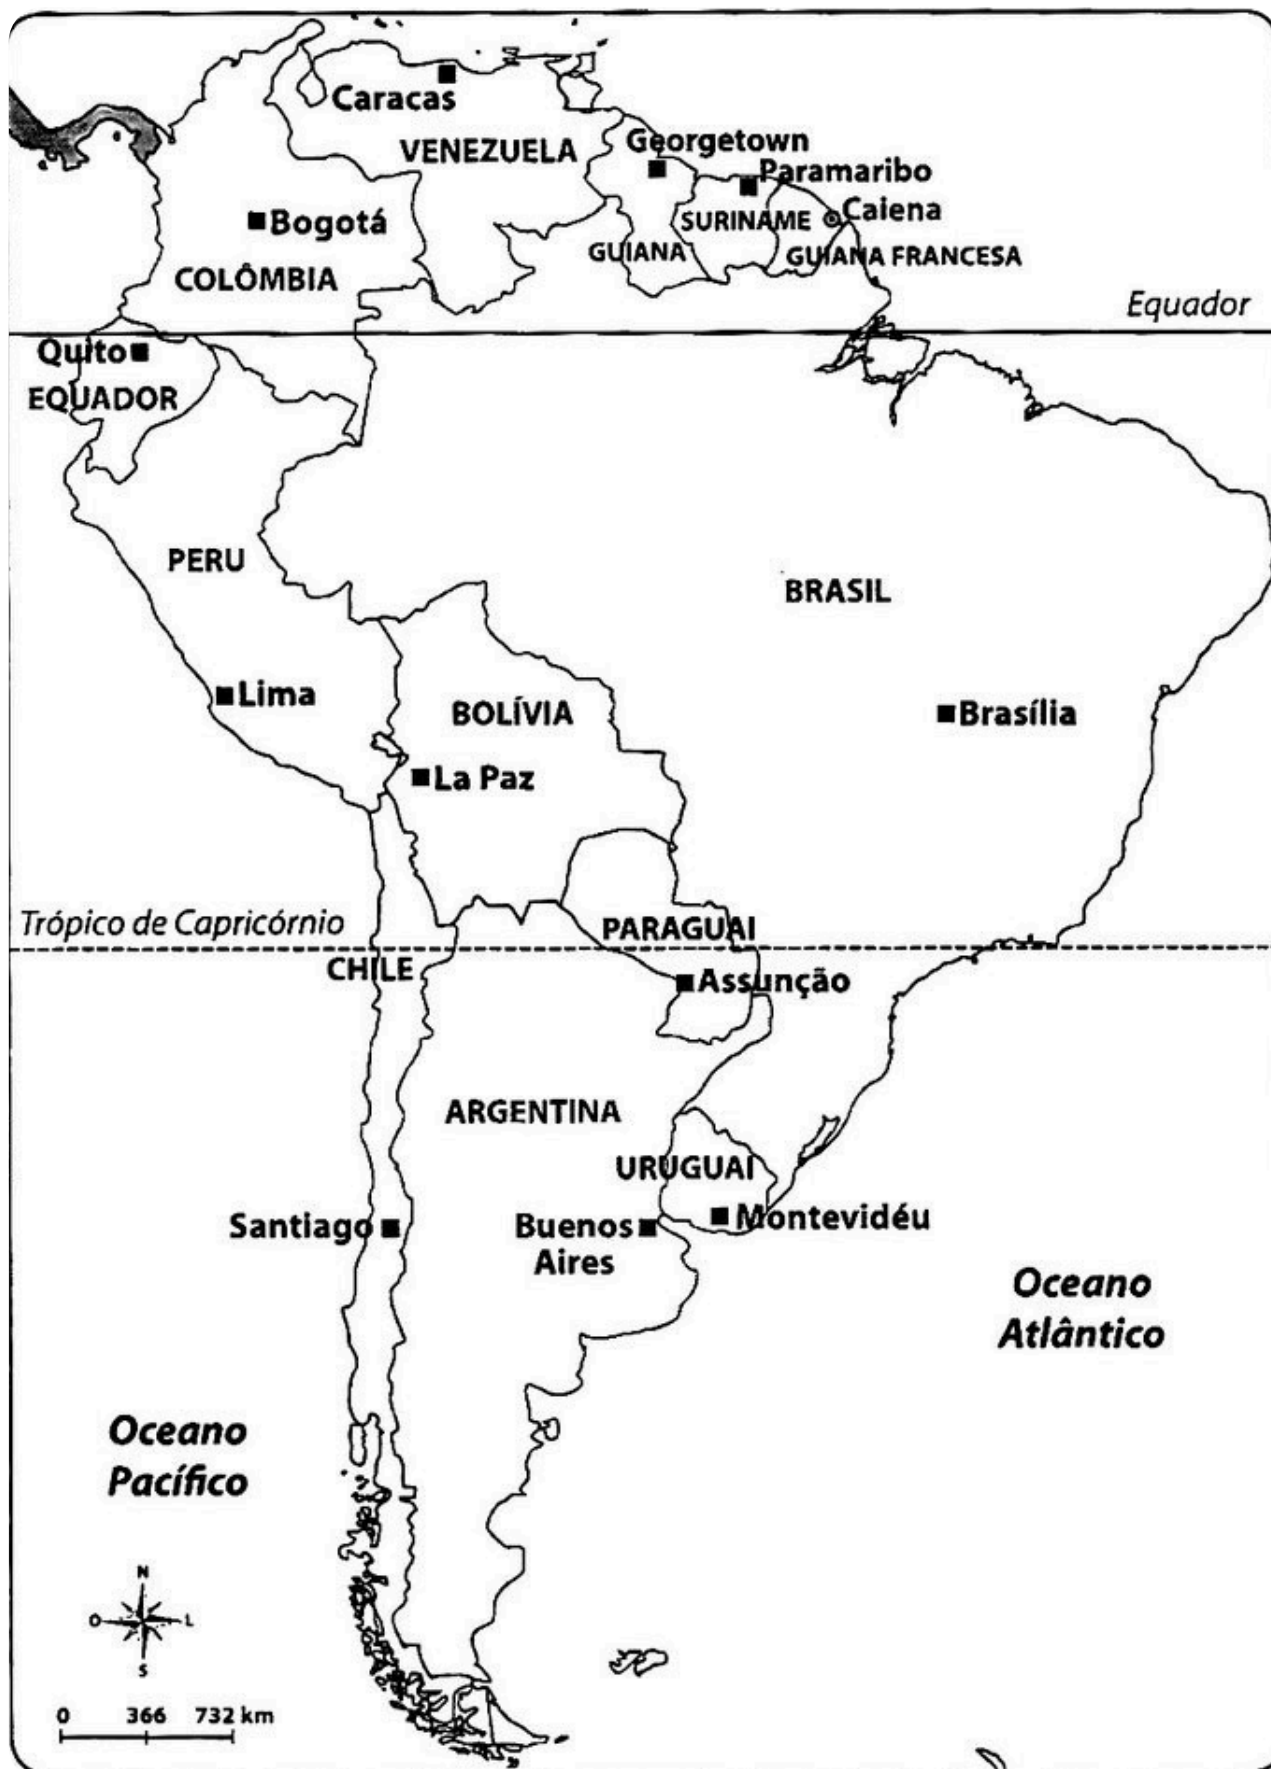 Caracas
VENEZUELA
Georgetown
Paramaribo
Bogotá
SURINAME
Caiena
GUIANA
GUIANA FRANCESA
COLÔMBIA
Equador
Quito
EQUADOR
PERU
BRASIL
Lima
BOLÍVIA
Brasília
La Paz
Trópico de Capricórnio
PARAGUAI
CHILE
Assunção
ARGENTINA
URUGUAI
Santiago
Buenos
Aires
Montevidéu
Oceano
Atlântico
Oceano
Pacífico
N
O
L
S
0 366 732 km